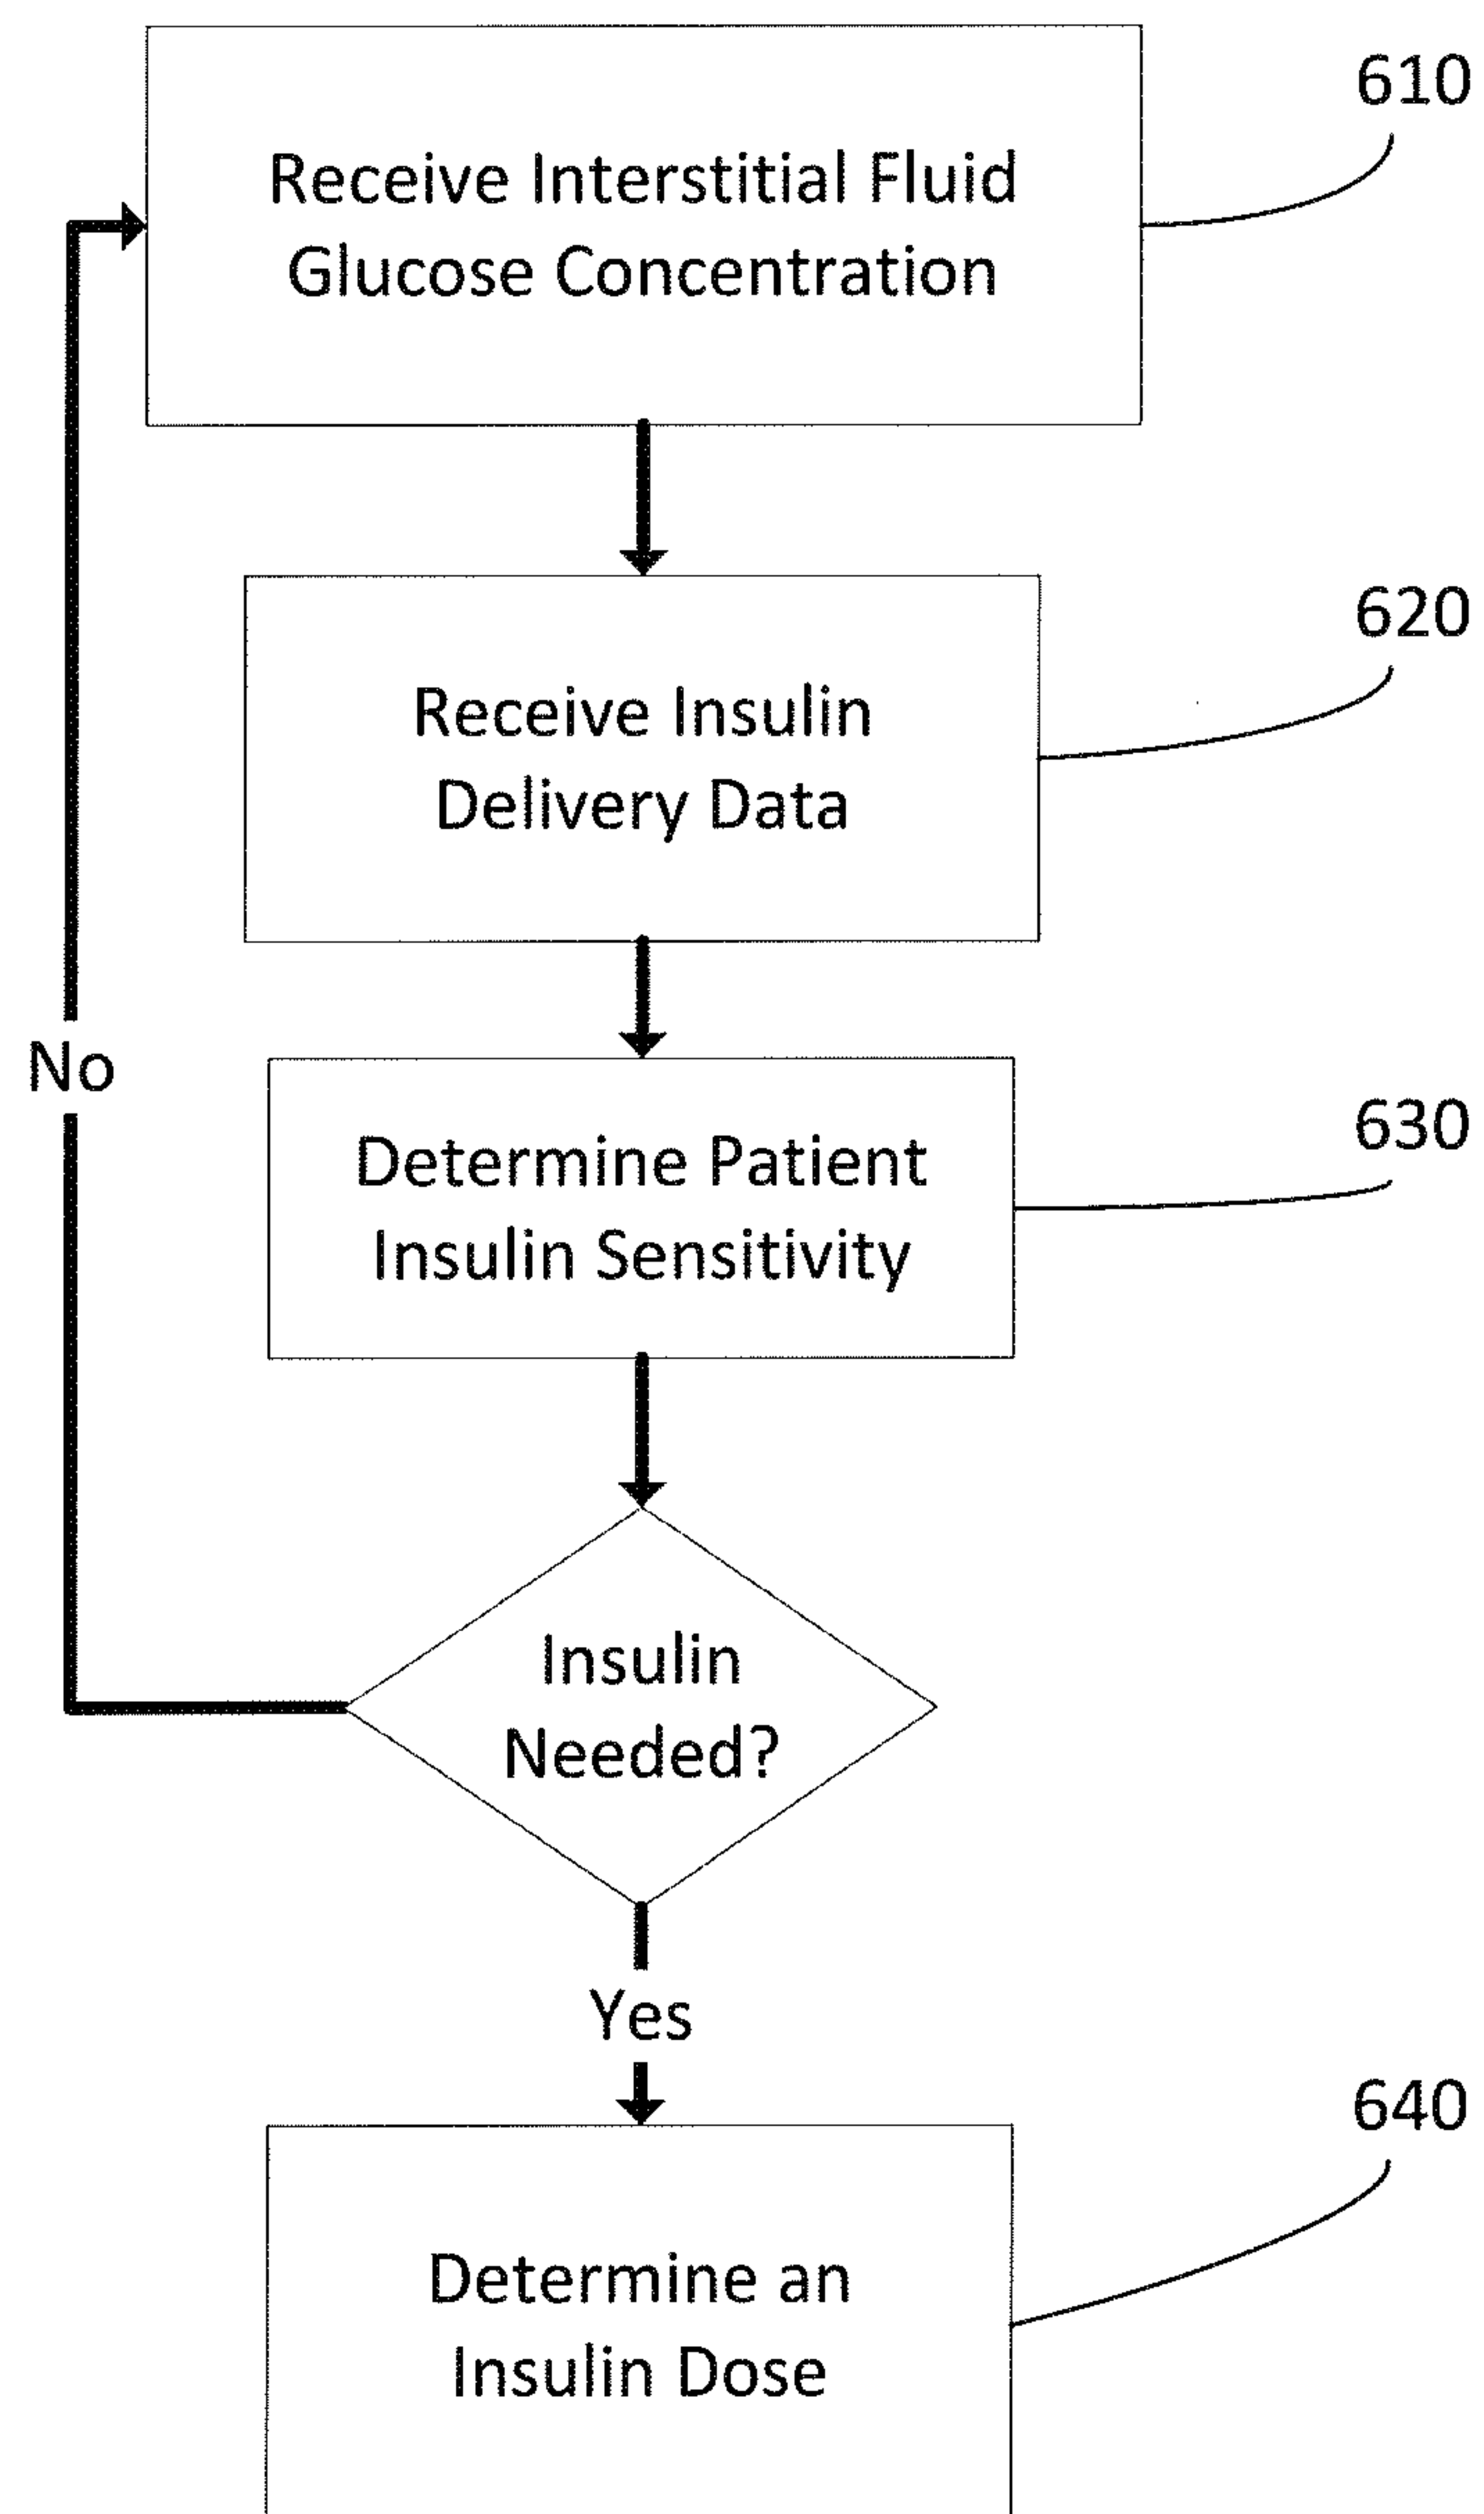 610
Receive Interstitial Fluid
Glucose Concentration
620
Receive Insulin
Delivery Data
No
630
Determine Patient
Insulin Sensitivity
Insulin
Needed?
Yes
640
Determine an
Insulin Dose